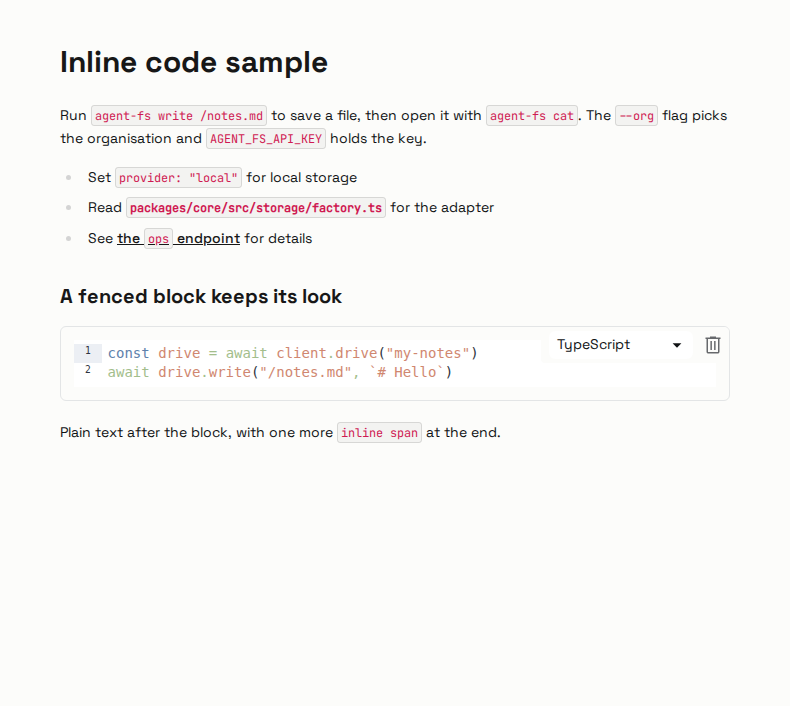 Inline code sample
Run agent-fs write /notes.md to save a file, then open it with agent-fs cat. The --org flag picks
the organisation and AGENT_FS_API_KEY holds the key.
Set provider: "local" for local storage
Read packages/core/src/storage/factory.ts for the adapter
See the ops endpoint for details
A fenced block keeps its look
TypeScript
1 const drive = await client.drive("my-notes")
2 await drive.write("/notes.md", `# Hello`)
Plain text after the block, with one more inline span at the end.